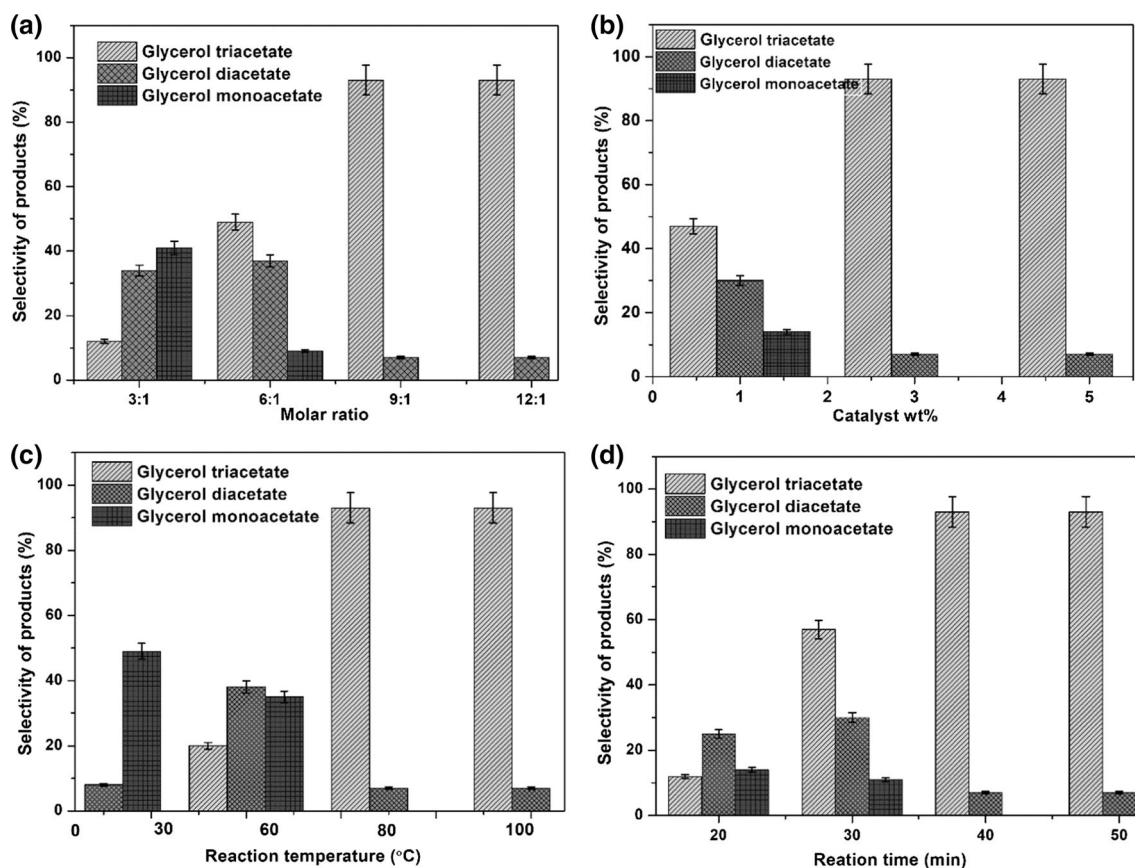 (a)
Glycerol triacetate
Glycerol diacetate
Glycerol monoacetate
Selectivity of products (%)
100
80
60
40
20
0
3:1 6:1 9:1 12:1
Molar ratio
(b)
Glycerol triacetate
Glycerol diacetate
Glycerol monoacetate
Selectivity of products (%)
100
80
60
40
20
0
0 1 2 3 4 5
Catalyst wt%
(c)
Glycerol triacetate
Glycerol diacetate
Glycerol monoacetate
Selectivity of products (%)
100
80
60
40
20
0
0 30 60 80 100
Reaction temperature (°C)
(d)
Glycerol triacetate
Glycerol diacetate
Glycerol monoacetate
Selectivity of products (%)
100
80
60
40
20
0
20 30 40 50
Reation time (min)